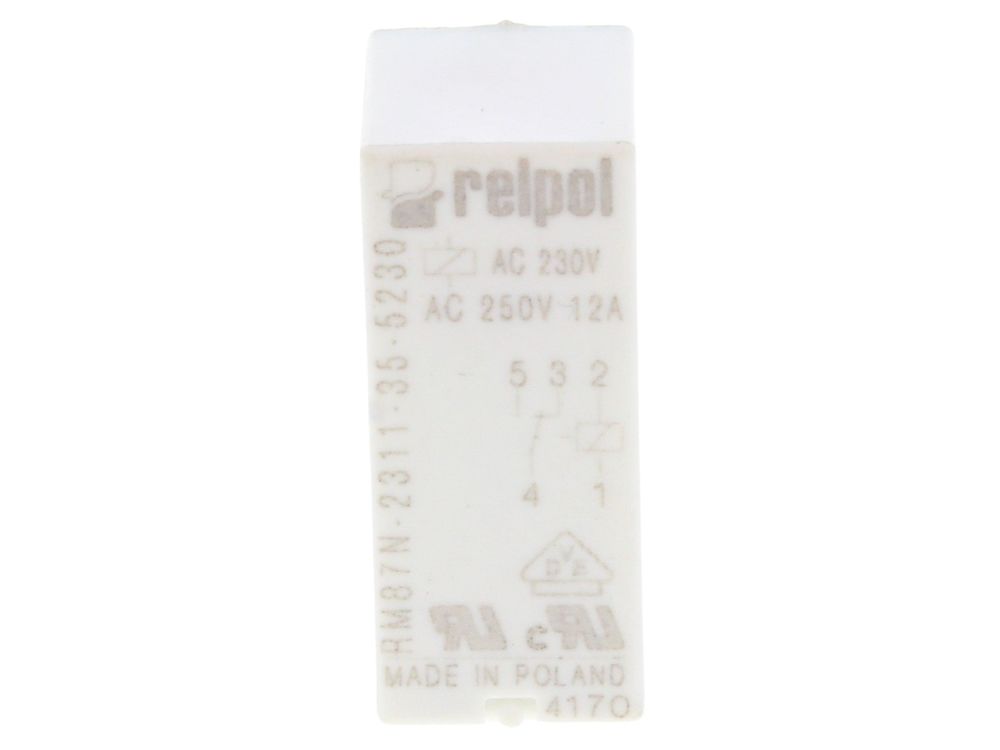 relpol
AC 230V
AC 250V 12A
RM87N-2311-35-5230
5 3 2
4 1
V
D E
MADE IN POLAND
4170